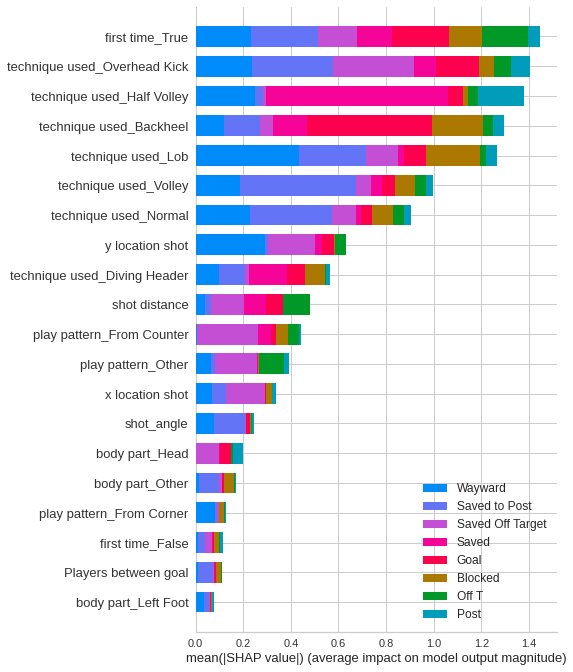 first time_True
technique used_Overhead Kick
technique used_Half Volley
technique used_Backheel
technique used_Lob
technique used_Volley
technique used_Normal
y location shot
technique used_Diving Header
shot distance
play pattern_From Counter
play pattern_Other
x location shot
shot_angle
body part_Head
body part_Other
play pattern_From Corner
first time_False
Players between goal
body part_Left Foot
Wayward
Saved to Post
Saved Off Target
Saved
Goal
Blocked
Off T
Post
0.0 0.2 0.4 0.6 0.8 1.0 1.2 1.4
mean(|SHAP value|) (average impact on model output magnitude)